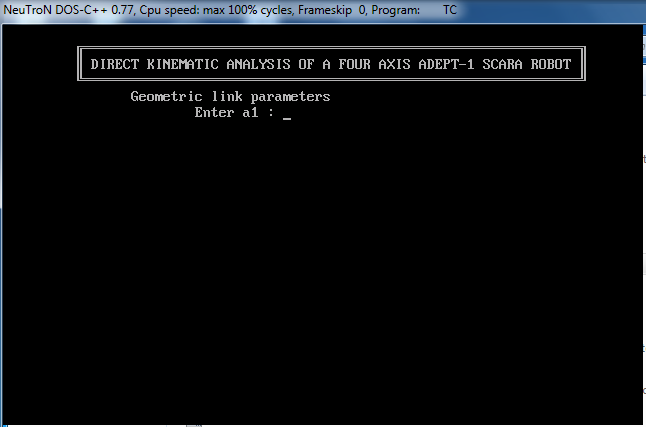 NeuTroN DOS-C++ 0.77, Cpu speed: max 100% cycles, Frameskip 0, Program: TC
DIRECT KINEMATIC ANALYSIS OF A FOUR AXIS ADEPT-1 SCARA ROBOT
Geometric link parameters
Enter a1 : _